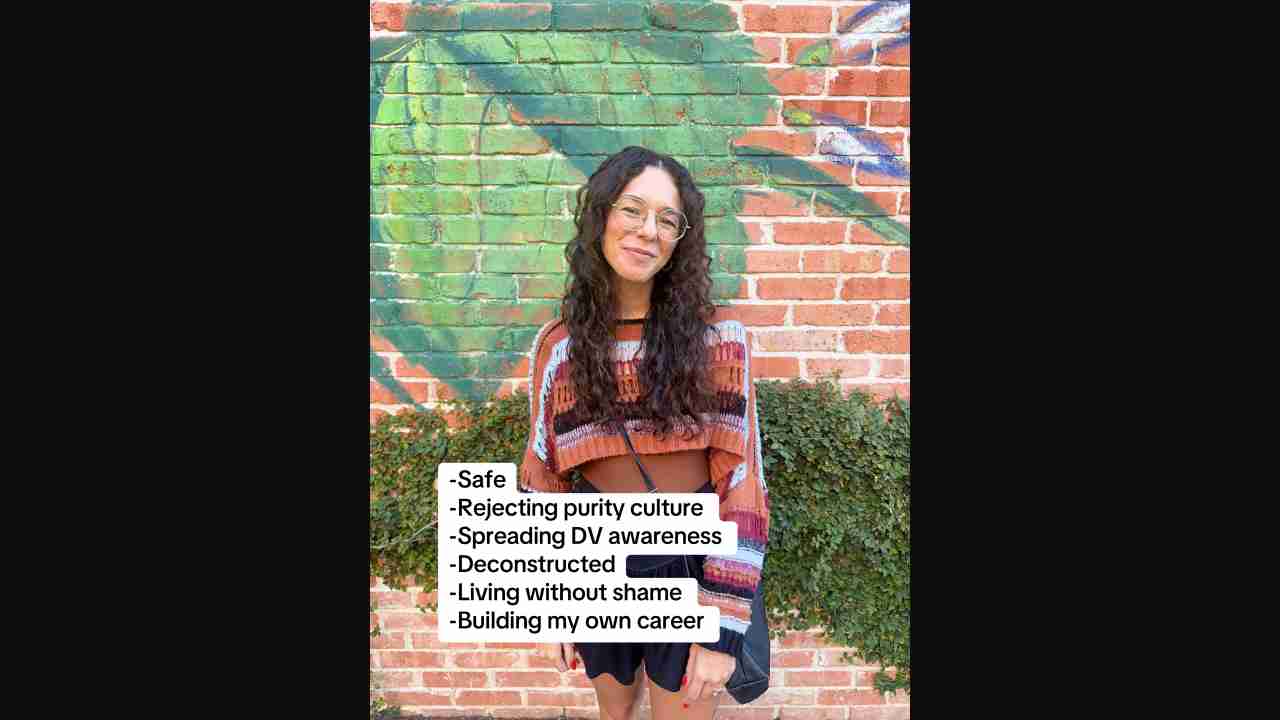 -Safe
-Rejecting purity culture
-Spreading DV awareness
-Deconstructed
-Living without shame
-Building my own career